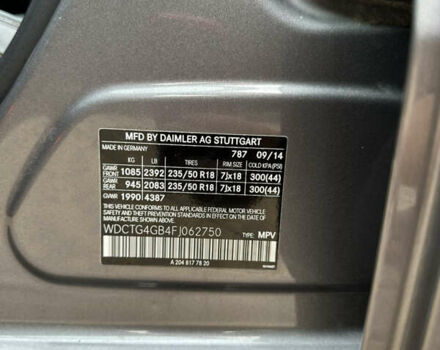 MFD BY DAIMLER AG STUTTGART
MADE IN GERMANY 787 09/14
KG LB TIRES RIM SIZE COLD KPA (PSI)
GAWR FRONT 1085 2392 235/50 R18 7Jx18 300(44)
GAWR REAR 945 2083 235/50 R18 7Jx18 300(44)
GVWR 1990 4387
THIS VEHICLE CONFORMS TO ALL APPLICABLE FEDERAL MOTOR VEHICLE
SAFETY, BUMPER, AND THEFT PREVENTION STANDARDS IN EFFECT ON THE DATE
OF MANUFACTURE SHOWN ABOVE.
WDCTG4GB4FJ062750 TYPE: MPV
A 204 817 78 20